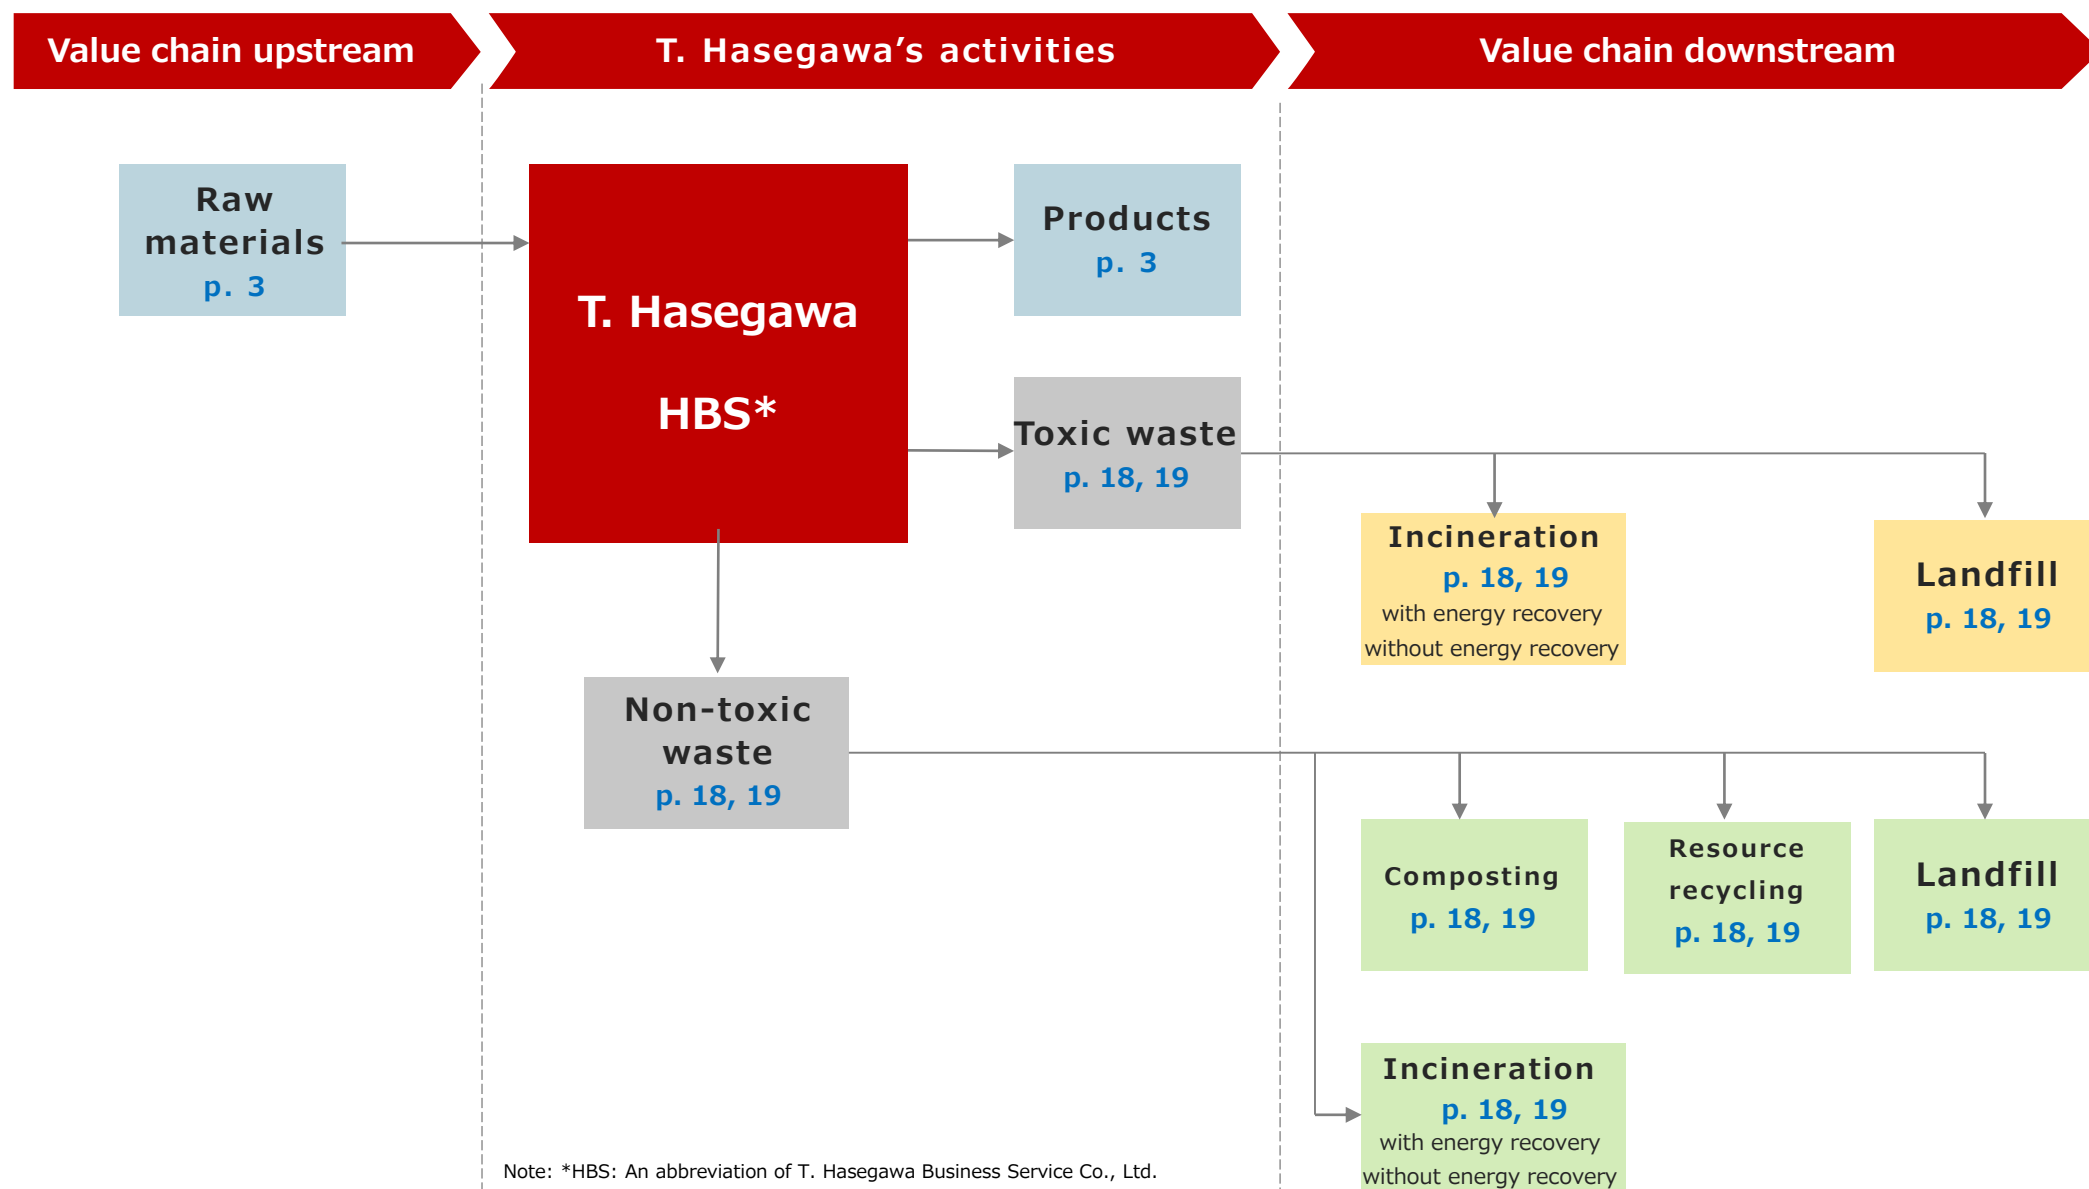 Value chain upstream
T. Hasegawa’s activities
Value chain downstream
Raw
materials
p. 3
T. Hasegawa
HBS*
Products
p. 3
Toxic waste
p. 18, 19
Incineration
p. 18, 19
with energy recovery
without energy recovery
Landfill
p. 18, 19
Non-toxic
waste
p. 18, 19
Composting
p. 18, 19
Resource
recycling
p. 18, 19
Landfill
p. 18, 19
Incineration
p. 18, 19
with energy recovery
without energy recovery
Note: *HBS: An abbreviation of T. Hasegawa Business Service Co., Ltd.